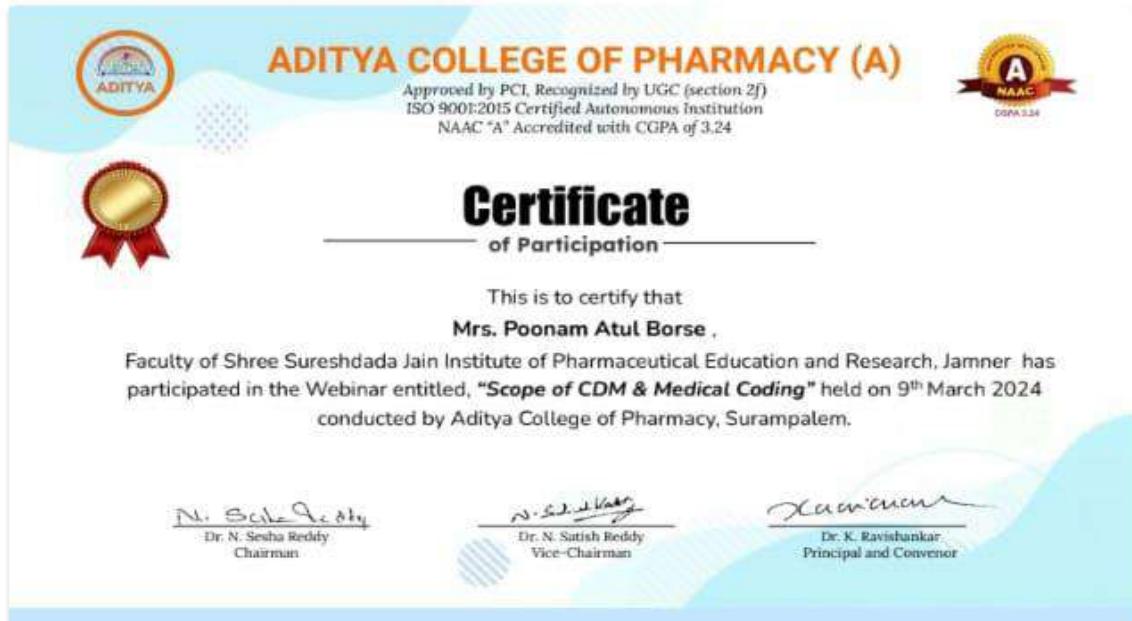 ADITYA
ADITYA COLLEGE OF PHARMACY (A)
Approved by PCI, Recognized by UGC (section 2f)
ISO 9001:2015 Certified Autonomous Institution
NAAC "A" Accredited with CGPA of 3.24
A
NAAC
CGPA 3.24
Certificate
of Participation
This is to certify that
Mrs. Poonam Atul Borse ,
Faculty of Shree Sureshdada Jain Institute of Pharmaceutical Education and Research, Jamner has
participated in the Webinar entitled, "Scope of CDM & Medical Coding" held on 9th March 2024
conducted by Aditya College of Pharmacy, Surampalem.
Dr. N. Sesha Reddy
Chairman
Dr. N. Satish Reddy
Vice-Chairman
Dr. K. Ravishankar
Principal and Convenor